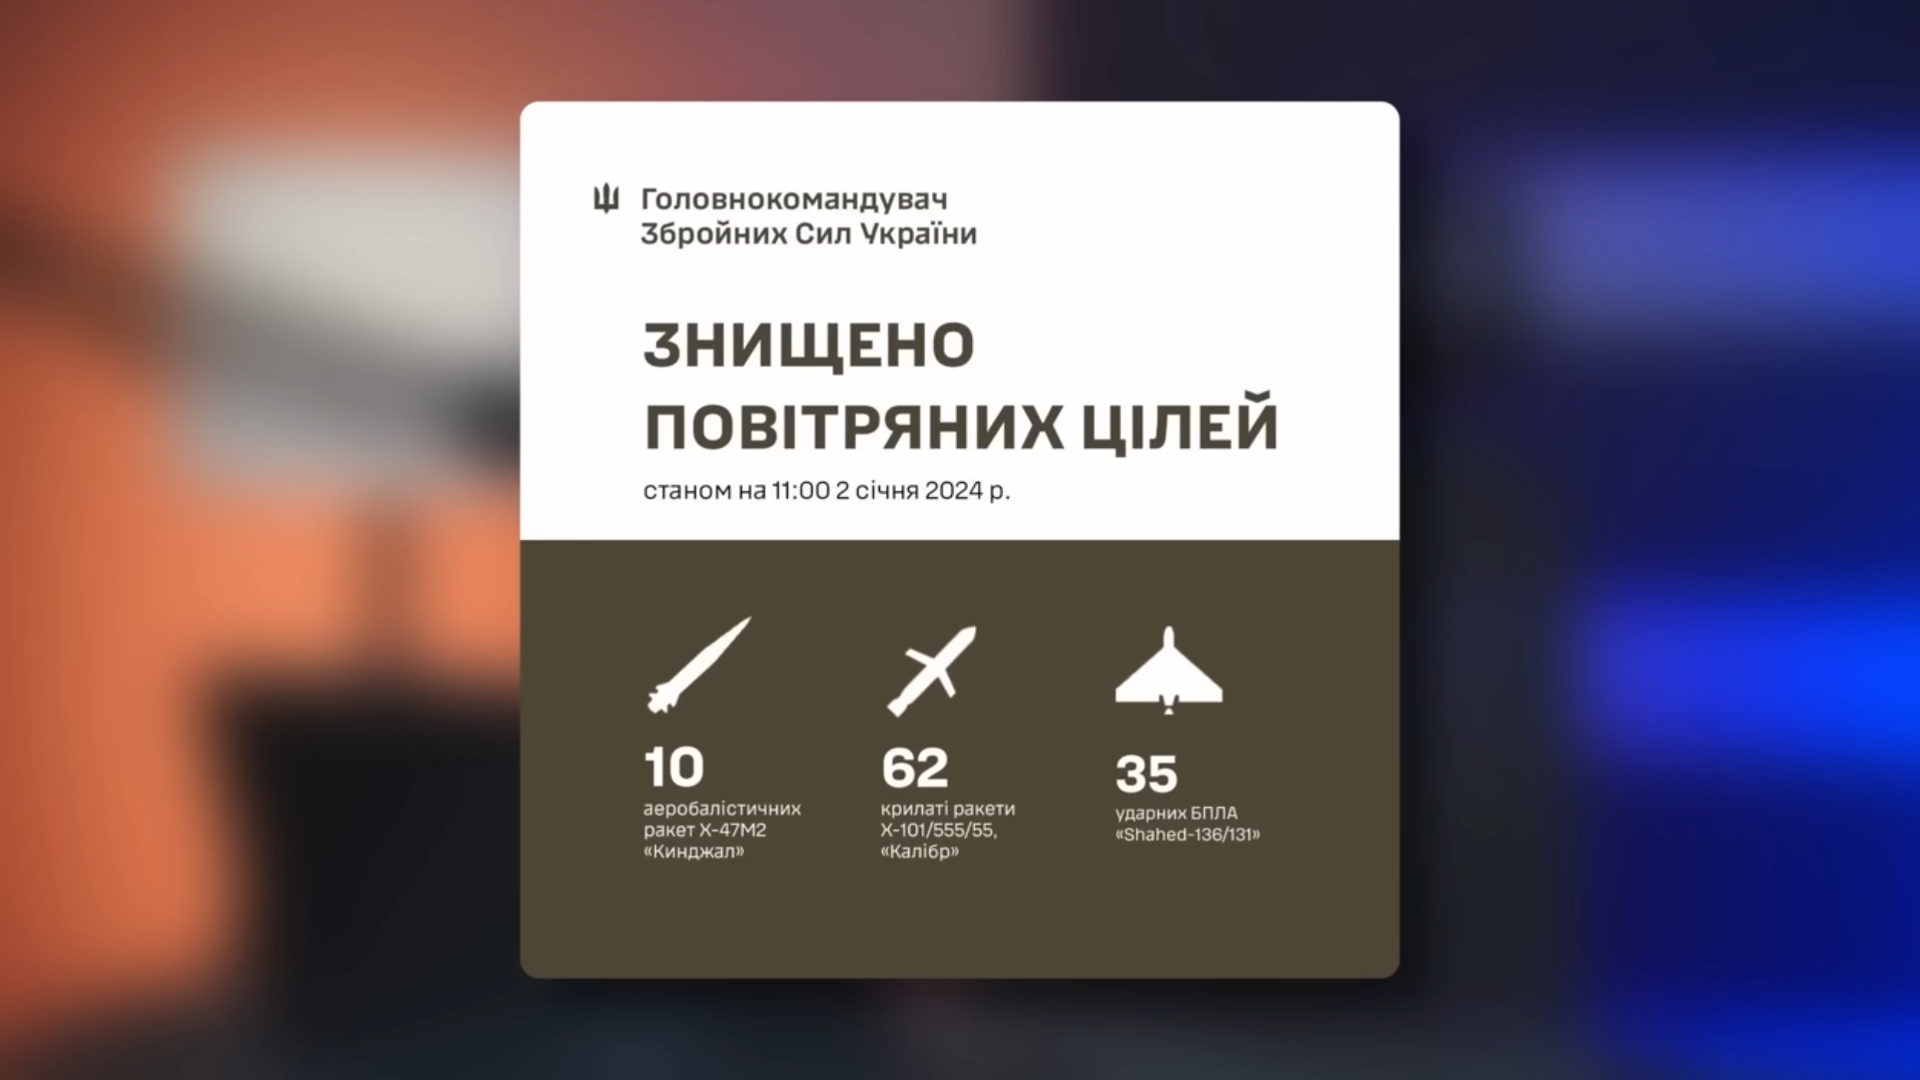 Головнокомандувач
Збройних Сил України
ЗНИЩЕНО
ПОВІТРЯНИХ ЦІЛЕЙ
станом на 11:00 2 січня 2024 р.
10
аеробалістичних
ракет Х-47М2
«Кинджал»
62
крилаті ракети
Х-101/555/55,
«Калібр»
35
ударних БПЛА
«Shahed-136/131»